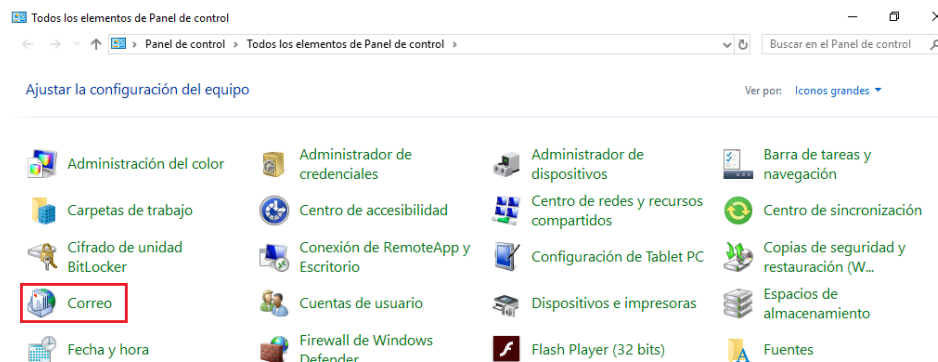 Todos los elementos de Panel de control
Panel de control > Todos los elementos de Panel de control >
Buscar en el Panel de control
Ajustar la configuración del equipo
Ver por: Iconos grandes
Administración del color
Administrador de
credenciales
Administrador de
dispositivos
Barra de tareas y
navegación
Carpetas de trabajo
Centro de accesibilidad
Centro de redes y recursos
compartidos
Centro de sincronización
Cifrado de unidad
BitLocker
Conexión de RemoteApp y
Escritorio
Configuración de Tablet PC
Copias de seguridad y
restauración (W...
Correo
Cuentas de usuario
Dispositivos e impresoras
Espacios de
almacenamiento
Fecha y hora
Firewall de Windows
Defender
Flash Player (32 bits)
Fuentes